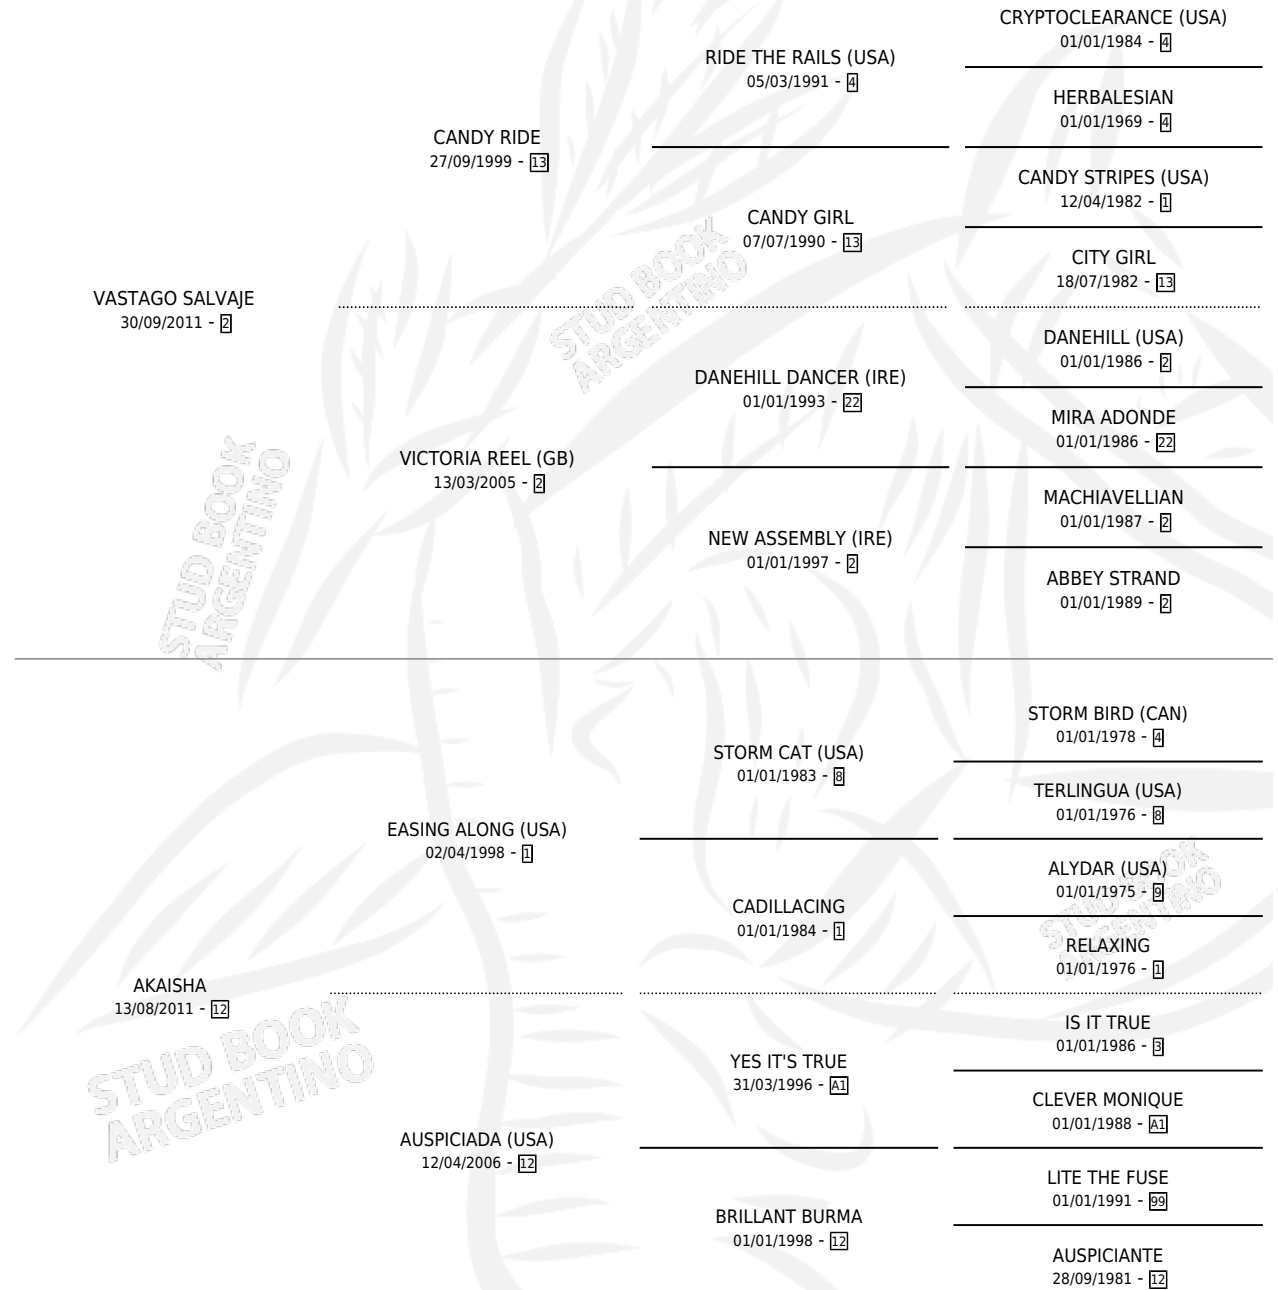 CRYPTOCLEARANCE (USA)
01/01/1984 - 4
RIDE THE RAILS (USA)
05/03/1991 - 4
HERBALESIAN
01/01/1969 - 4
CANDY RIDE
27/09/1999 - 13
CANDY STRIPES (USA)
12/04/1982 - 1
CANDY GIRL
07/07/1990 - 13
CITY GIRL
18/07/1982 - 13
VASTAGO SALVAJE
30/09/2011 - 2
DANEHILL (USA)
01/01/1986 - 2
DANEHILL DANCER (IRE)
01/01/1993 - 22
MIRA ADONDE
01/01/1986 - 22
VICTORIA REEL (GB)
13/03/2005 - 2
MACHIAVELLIAN
01/01/1987 - 2
NEW ASSEMBLY (IRE)
01/01/1997 - 2
ABBEY STRAND
01/01/1989 - 2
STORM BIRD (CAN)
01/01/1978 - 4
STORM CAT (USA)
01/01/1983 - 8
TERLINGUA (USA)
01/01/1976 - 8
EASING ALONG (USA)
02/04/1998 - 1
ALYDAR (USA)
01/01/1975 - 9
CADILLACING
01/01/1984 - 1
RELAXING
01/01/1976 - 1
AKAISHA
13/08/2011 - 12
IS IT TRUE
01/01/1986 - 3
YES IT'S TRUE
31/03/1996 - A1
CLEVER MONIQUE
01/01/1988 - A1
AUSPICIADA (USA)
12/04/2006 - 12
LITE THE FUSE
01/01/1991 - 99
BRILLANT BURMA
01/01/1998 - 12
AUSPICIANTE
28/09/1981 - 12
STUD BOOK
ARGENTINO
STUD BOOK
ARGENTINO
STUD BOOK
ARGENTINO
STUD BOOK
ARGENTINO